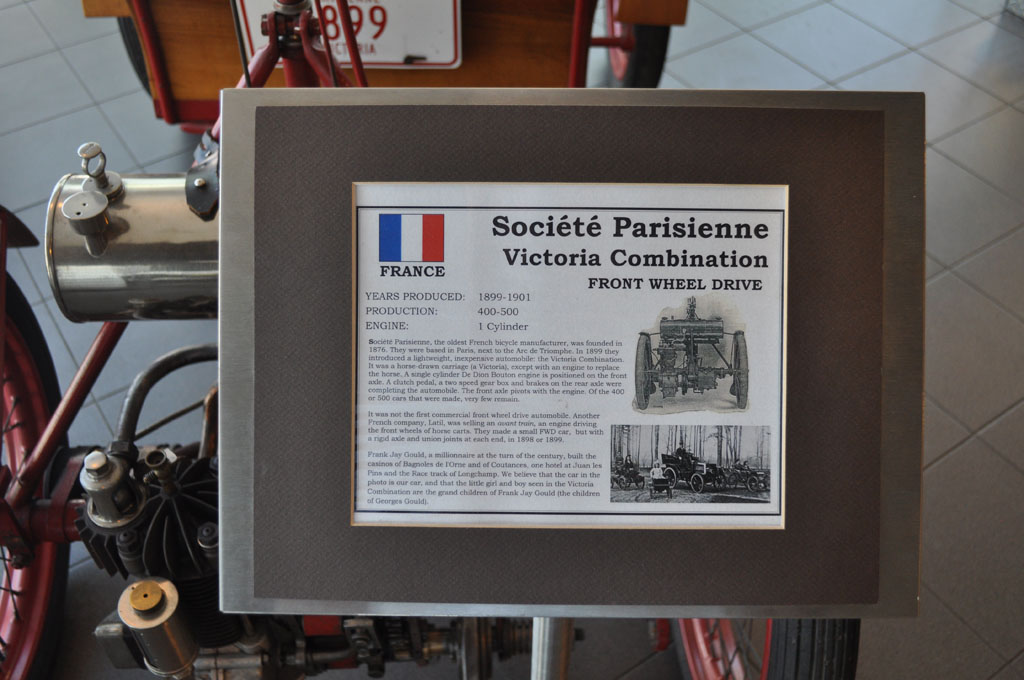 899
CTORIA
Société Parisienne
Victoria Combination
FRONT WHEEL DRIVE
FRANCE
YEARS PRODUCED: 1899-1901
PRODUCTION: 400-500
ENGINE: 1 Cylinder
Société Parisienne, the oldest French bicycle manufacturer, was founded in
1876. They were based in Paris, next to the Arc de Triomphe. In 1899 they
introduced a lightweight, inexpensive automobile: the Victoria Combination.
It was a horse-drawn carriage (a Victoria), except with an engine to replace
the horse. A single cylinder De Dion Bouton engine is positioned on the front
axle. A clutch pedal, a two speed gear box and brakes on the rear axle were
completing the automobile. The front axle pivots with the engine. Of the 400
or 500 cars that were made, very few remain.
It was not the first commercial front wheel drive automobile. Another
French company, Latil, was selling an avant train, an engine driving
the front wheels of horse carts. They made a small FWD car, but with
a rigid axle and union joints at each end, in 1898 or 1899.
Frank Jay Gould, a millionnaire at the turn of the century, built the
casinos of Bagnoles de l'Orne and of Coutances, one hotel at Juan les
Pins and the Race track of Longchamp. We believe that the car in the
photo is our car, and that the little girl and boy seen in the Victoria
Combination are the grand children of Frank Jay Gould (the children
of Georges Gould).